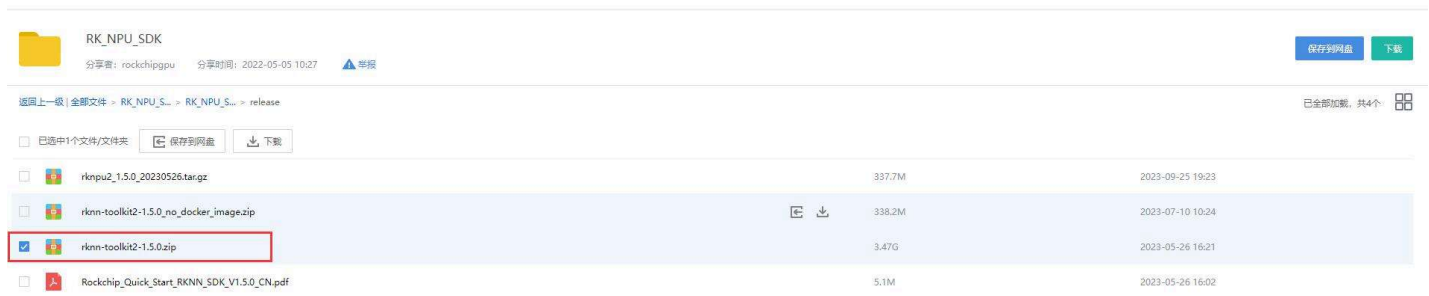 RK_NPU_SDK
保存到网盘 下载
分享者：rockchipgpu 分享时间：2022-05-05 10:27 举报
返回上一级 | 全部文件 > RK_NPU_S... > RK_NPU_S... > release 已全部加载，共4个
已选中1个文件/文件夹 保存到网盘 下载
rknpu2_1.5.0_20230526.tar.gz 337.7M 2023-09-25 19:23
rknn-toolkit2-1.5.0_no_docker_image.zip 338.2M 2023-07-10 10:24
rknn-toolkit2-1.5.0.zip 3.47G 2023-05-26 16:21
Rockchip_Quick_Start_RKNN_SDK_V1.5.0_CN.pdf 5.1M 2023-05-26 16:02